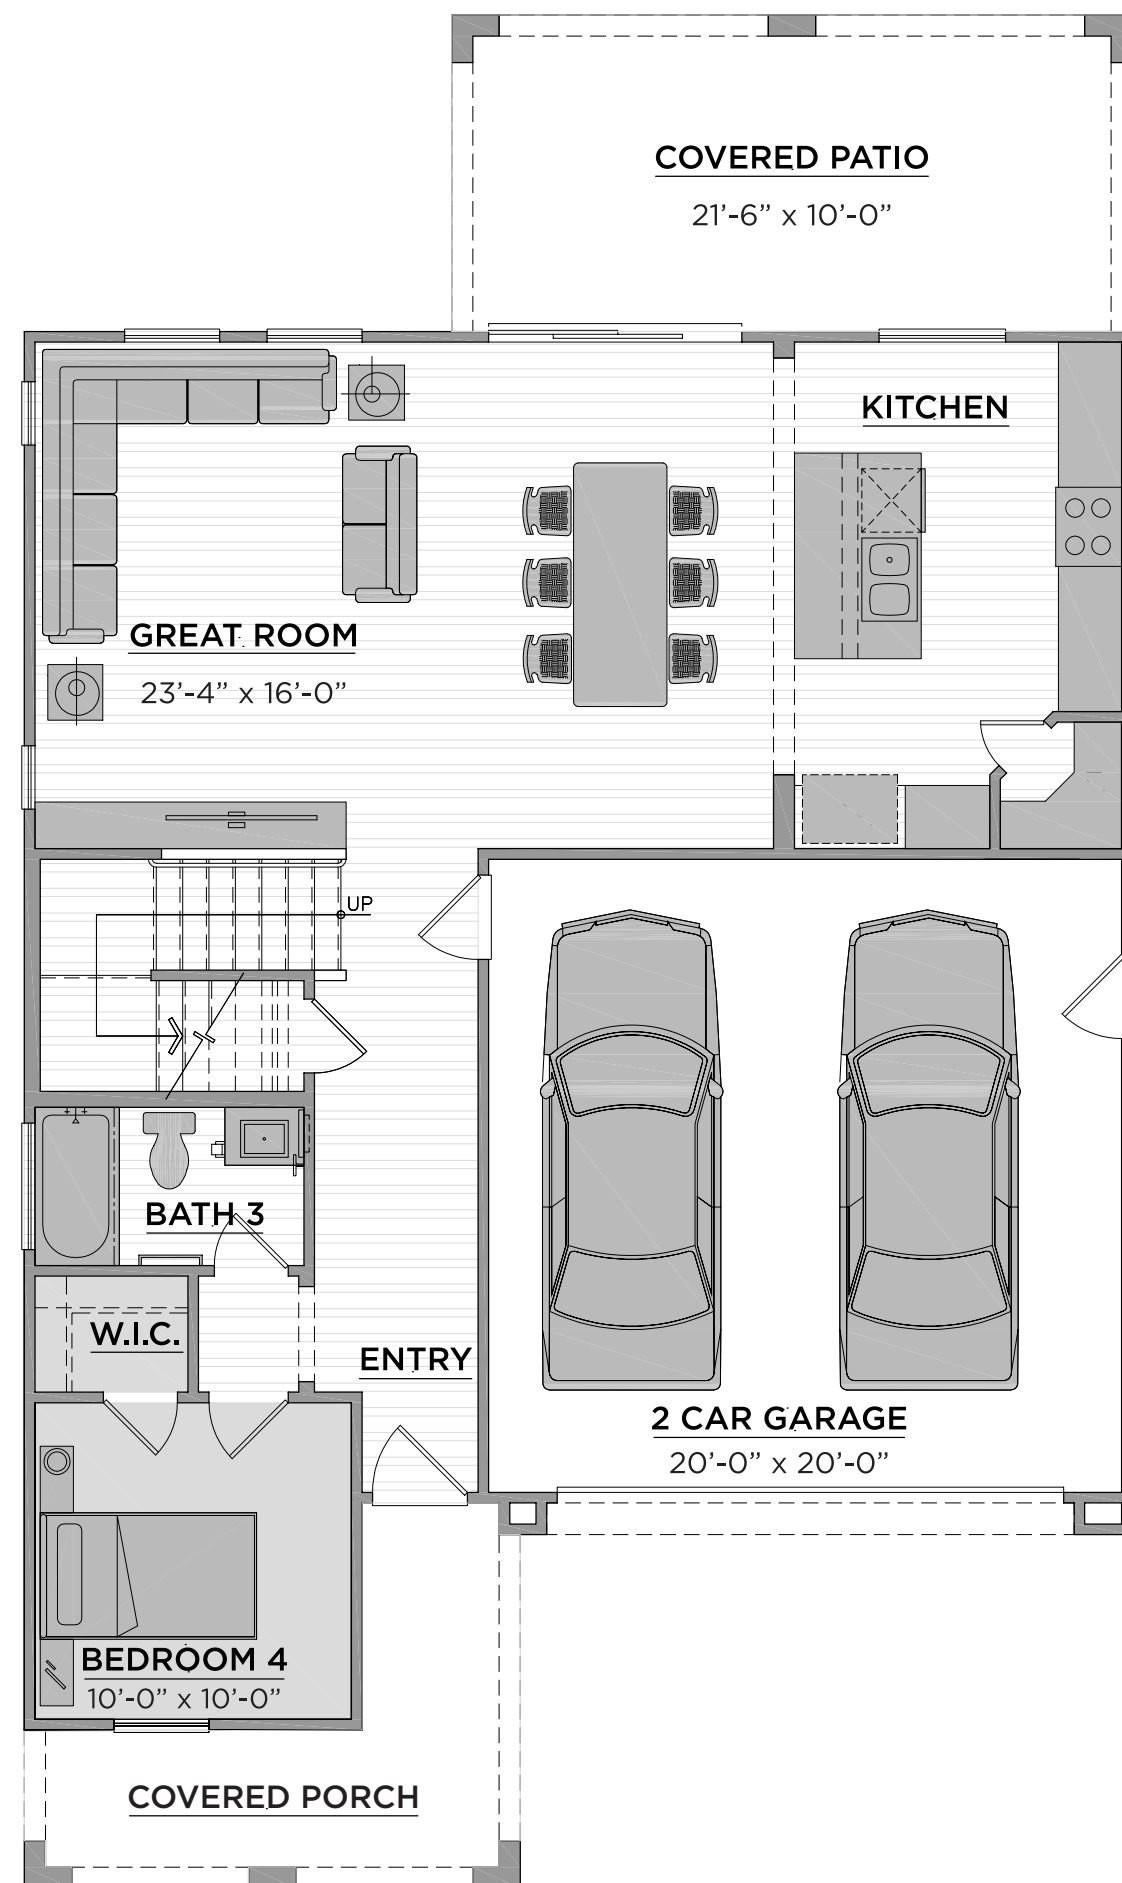 COVERED PATIO
21’-6” x 10’-0”
KITCHEN
GREAT ROOM
23’-4” x 16’-0”
UP
BATH 3
W.I.C.
ENTRY
2 CAR GARAGE
20’-0” x 20’-0”
BEDROOM 4
10’-0” x 10’-0”
COVERED PORCH